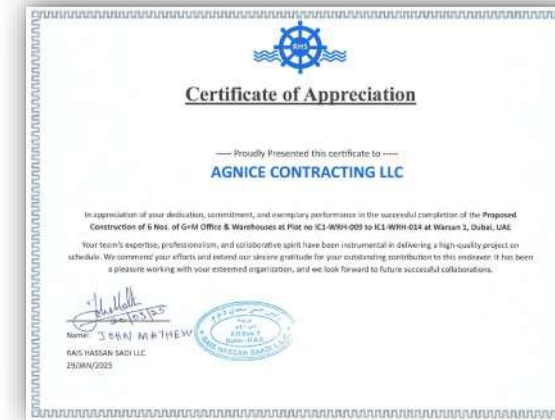 RHS
Certificate of Appreciation
---- Proudly Presented this certificate to ----
AGNICE CONTRACTING LLC
In appreciation of your dedication, commitment, and exemplary performance in the successful completion of the Proposed
Construction of 6 Nos. of G+M Office & Warehouses at Plot no IC1-WRH-009 to IC1-WRH-014 at Warsan 1, Dubai, UAE
Your team's expertise, professionalism, and collaborative spirit have been instrumental in delivering a high-quality project on
schedule. We commend your efforts and extend our sincere gratitude for your outstanding contribution to this endeavor. It has been
a pleasure working with your esteemed organization, and we look forward to future successful collaborations.
Name: JOHN MATHEW
RAIS HASSAN SADI LLC
29/JAN/2025
RAIS HASSAN SAADI L.L.C.